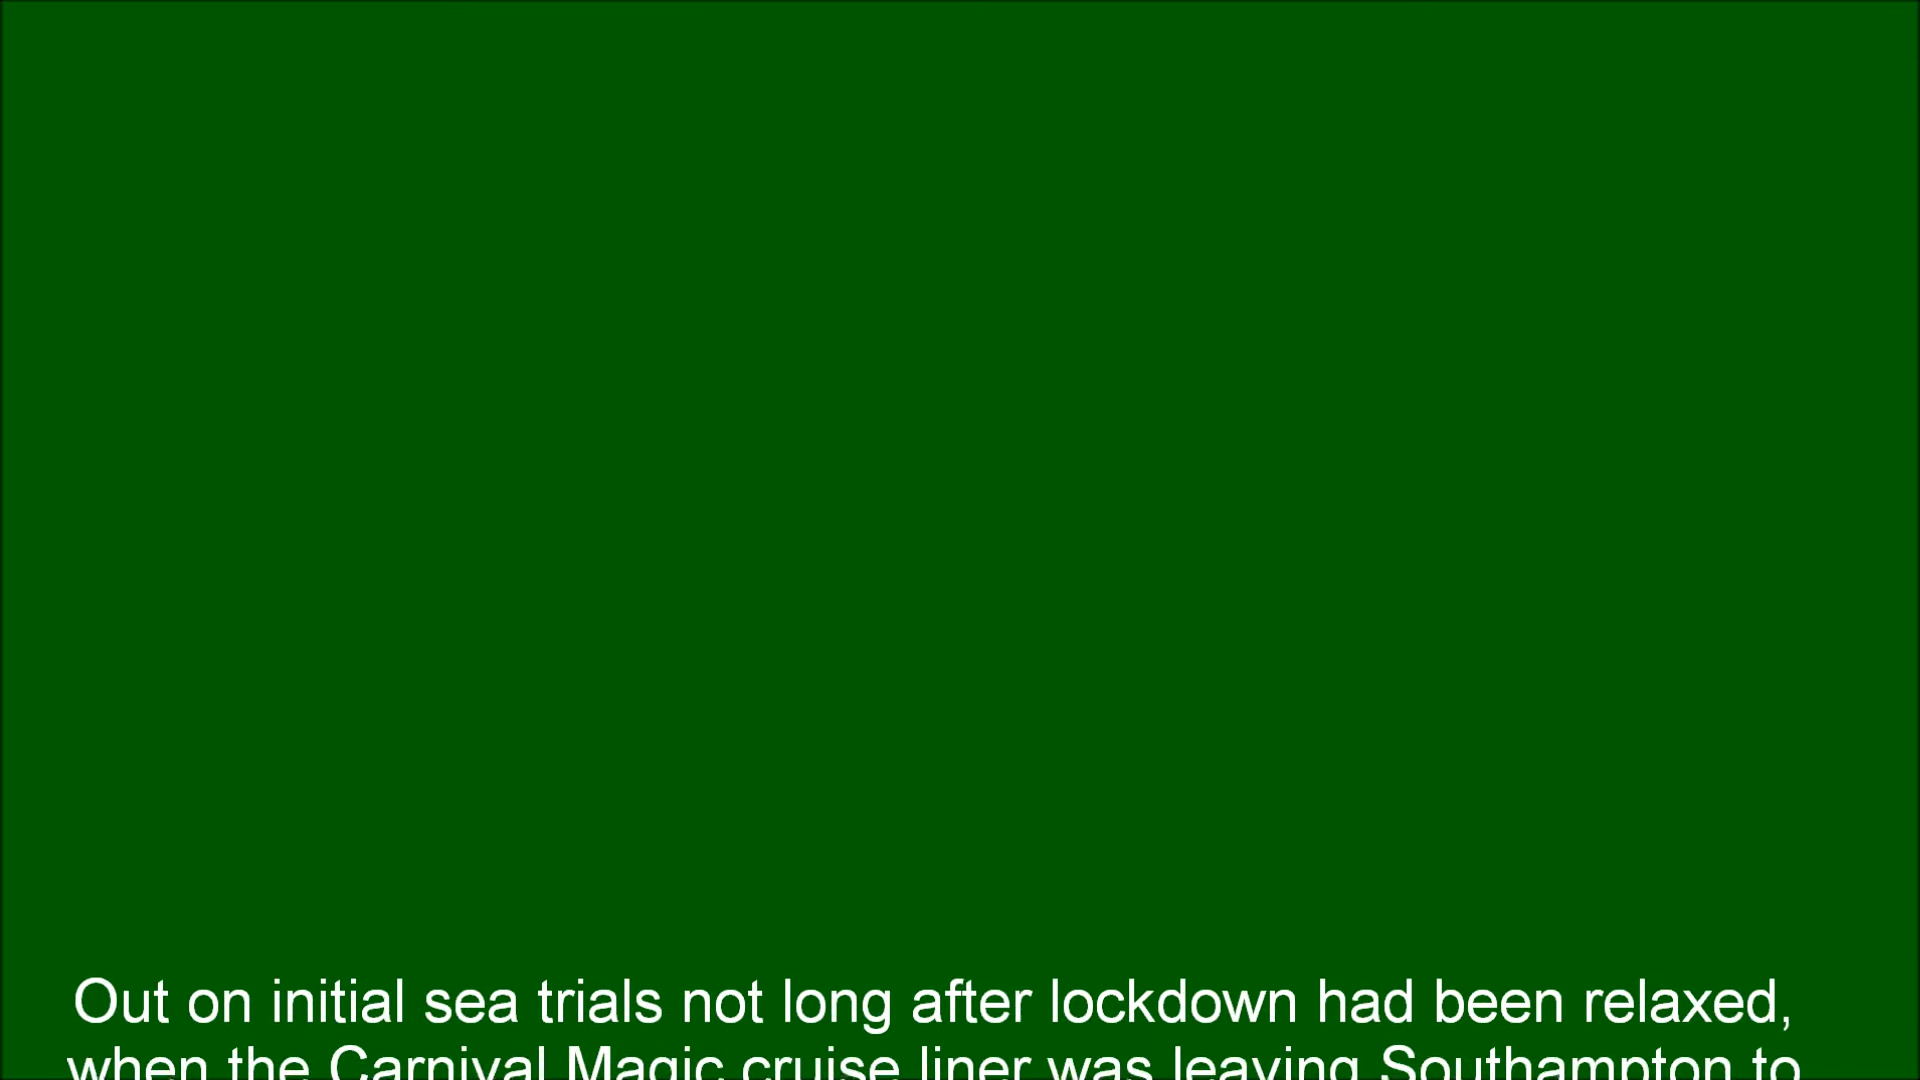 Out on initial sea trials not long after lockdown had been relaxed,
when the Carnival Magic cruise liner was leaving Southampton to